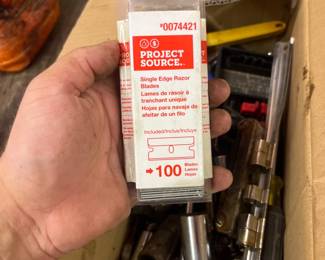 #0074421
PROJECT
SOURCE.
Single Edge Razor
Blades
Lames de rasoir à
tranchant unique
Hojas para navaja de
afeitar de un filo
Included/Inclue/Incluye
100 Blades
Lames
Hojas